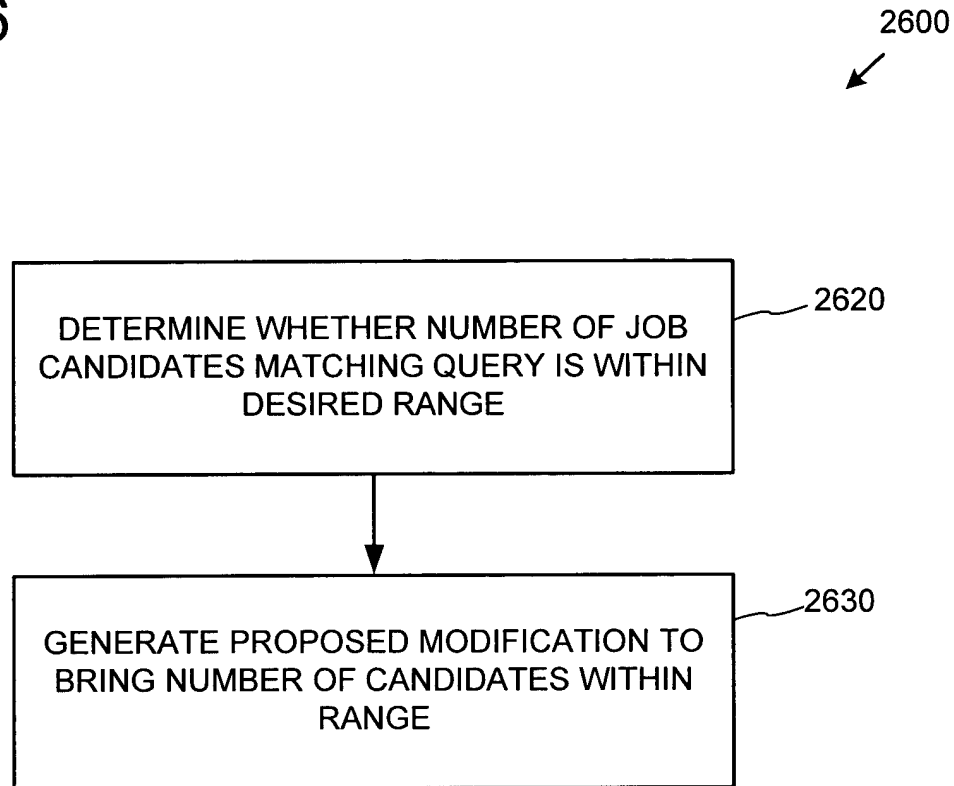 6
2600
DETERMINE WHETHER NUMBER OF JOB
CANDIDATES MATCHING QUERY IS WITHIN
DESIRED RANGE
2620
GENERATE PROPOSED MODIFICATION TO
BRING NUMBER OF CANDIDATES WITHIN
RANGE
2630